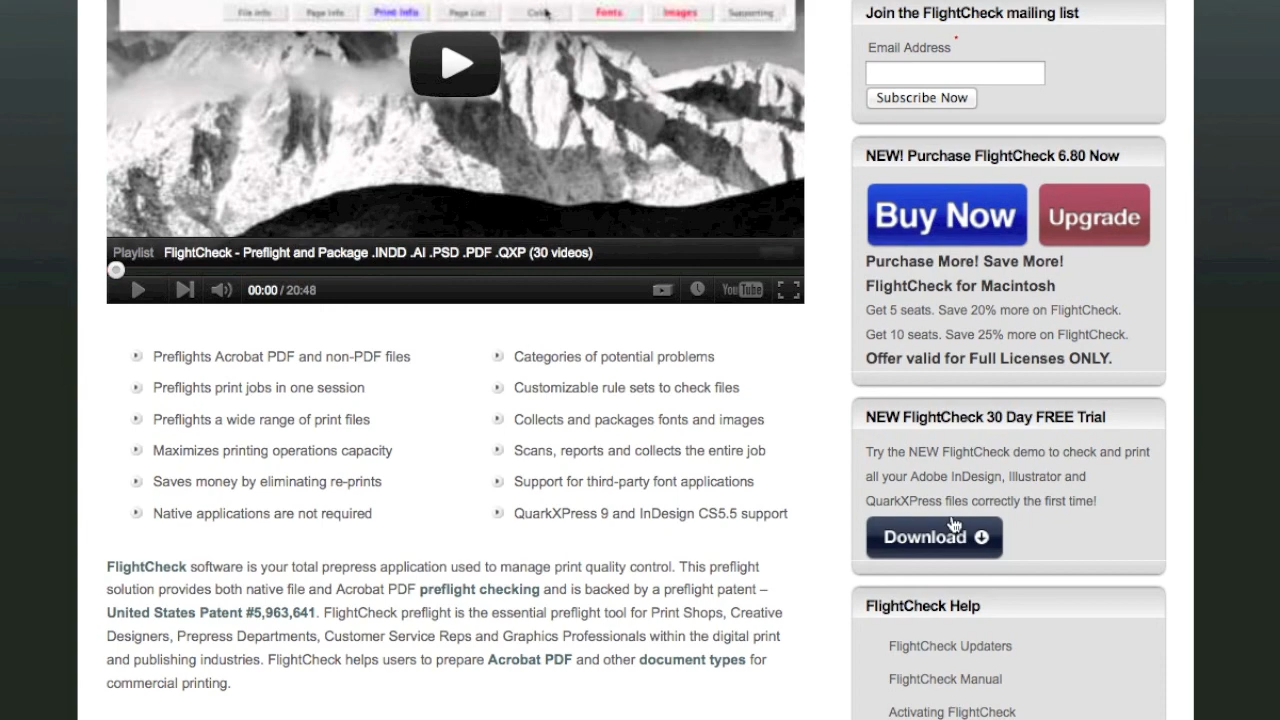 File Info
Page Info
Print Info
Page List
Fonts
Images
Supporting
Playlist FlightCheck - Preflight and Package .INDD .AI .PSD .PDF .QXP (30 videos)
00:00 / 20:48
YouTube
Preflights Acrobat PDF and non-PDF files
Preflights print jobs in one session
Preflights a wide range of print files
Maximizes printing operations capacity
Saves money by eliminating re-prints
Native applications are not required
Categories of potential problems
Customizable rule sets to check files
Collects and packages fonts and images
Scans, reports and collects the entire job
Support for third-party font applications
QuarkXPress 9 and InDesign CS5.5 support
FlightCheck software is your total prepress application used to manage print quality control. This preflight
solution provides both native file and Acrobat PDF preflight checking and is backed by a preflight patent –
United States Patent #5,963,641. FlightCheck preflight is the essential preflight tool for Print Shops, Creative
Designers, Prepress Departments, Customer Service Reps and Graphics Professionals within the digital print
and publishing industries. FlightCheck helps users to prepare Acrobat PDF and other document types for
commercial printing.
Join the FlightCheck mailing list
Email Address *
Subscribe Now
NEW! Purchase FlightCheck 6.80 Now
Buy Now
Upgrade
Purchase More! Save More!
FlightCheck for Macintosh
Get 5 seats. Save 20% more on FlightCheck.
Get 10 seats. Save 25% more on FlightCheck.
Offer valid for Full Licenses ONLY.
NEW FlightCheck 30 Day FREE Trial
Try the NEW FlightCheck demo to check and print
all your Adobe InDesign, Illustrator and
QuarkXPress files correctly the first time!
Download
FlightCheck Help
FlightCheck Updaters
FlightCheck Manual
Activating FlightCheck